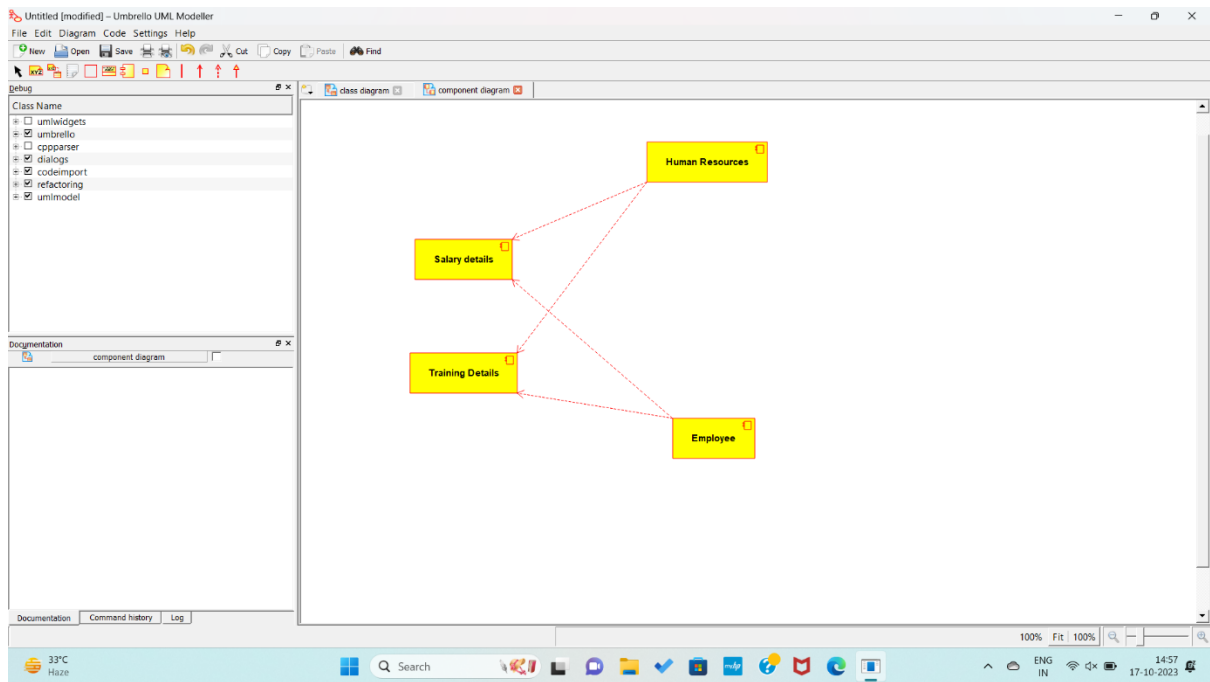 Untitled [modified] – Umbrello UML Modeller
File Edit Diagram Code Settings Help
New Open Save Cut Copy Paste Find
Debug
class diagram component diagram
Class Name
umlwidgets
umbrello
cppparser
dialogs
codeimport
refactoring
umlmodel
Human Resources
Salary details
Documentation
component diagram
Training Details
Employee
Documentation Command history Log
100% Fit 100%
33°C
Haze
Search
ENG
IN
14:57
17-10-2023